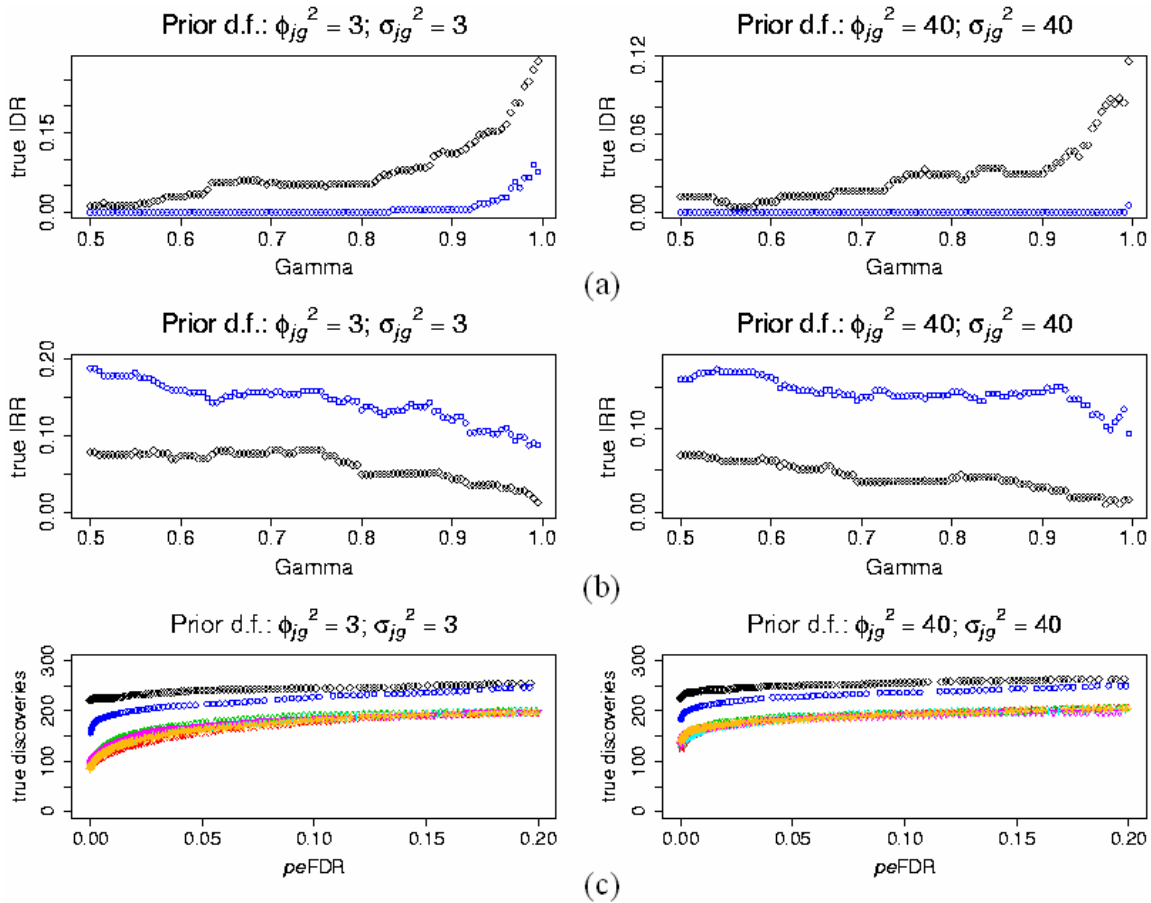 Prior d.f.: ϕjg² = 3; σjg² = 3
true IDR
0.00 0.15
0.5 0.6 0.7 0.8 0.9 1.0
Gamma
Prior d.f.: ϕjg² = 40; σjg² = 40
true IDR
0.00 0.06 0.12
0.5 0.6 0.7 0.8 0.9 1.0
Gamma
(a)
Prior d.f.: ϕjg² = 3; σjg² = 3
true IRR
0.00 0.10 0.20
0.5 0.6 0.7 0.8 0.9 1.0
Gamma
Prior d.f.: ϕjg² = 40; σjg² = 40
true IRR
0.00 0.10
0.5 0.6 0.7 0.8 0.9 1.0
Gamma
(b)
Prior d.f.: ϕjg² = 3; σjg² = 3
true discoveries
0 100 200 300
0.00 0.05 0.10 0.15 0.20
peFDR
Prior d.f.: ϕjg² = 40; σjg² = 40
true discoveries
0 100 200 300
0.00 0.05 0.10 0.15 0.20
peFDR
(c)